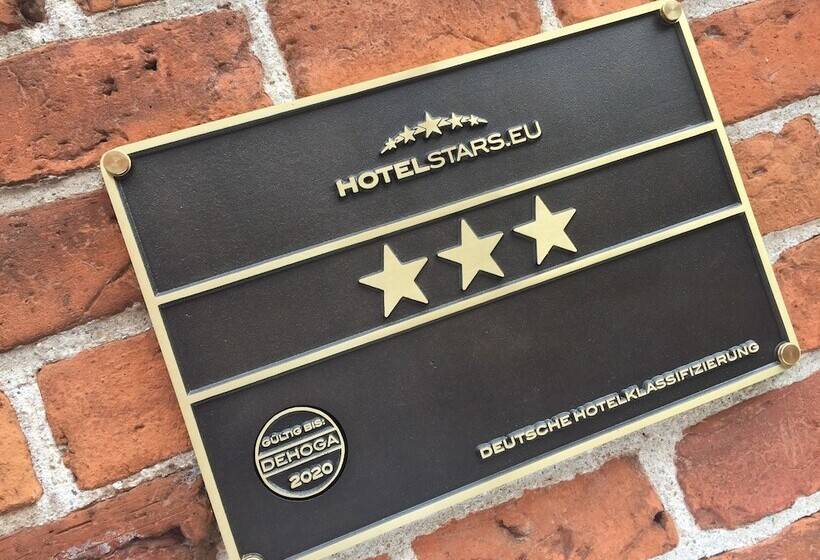 HOTELSTARS.EU
GÜLTIG BIS:
DEHOGA
2020
DEUTSCHE HOTELKLASSIFIZIERUNG